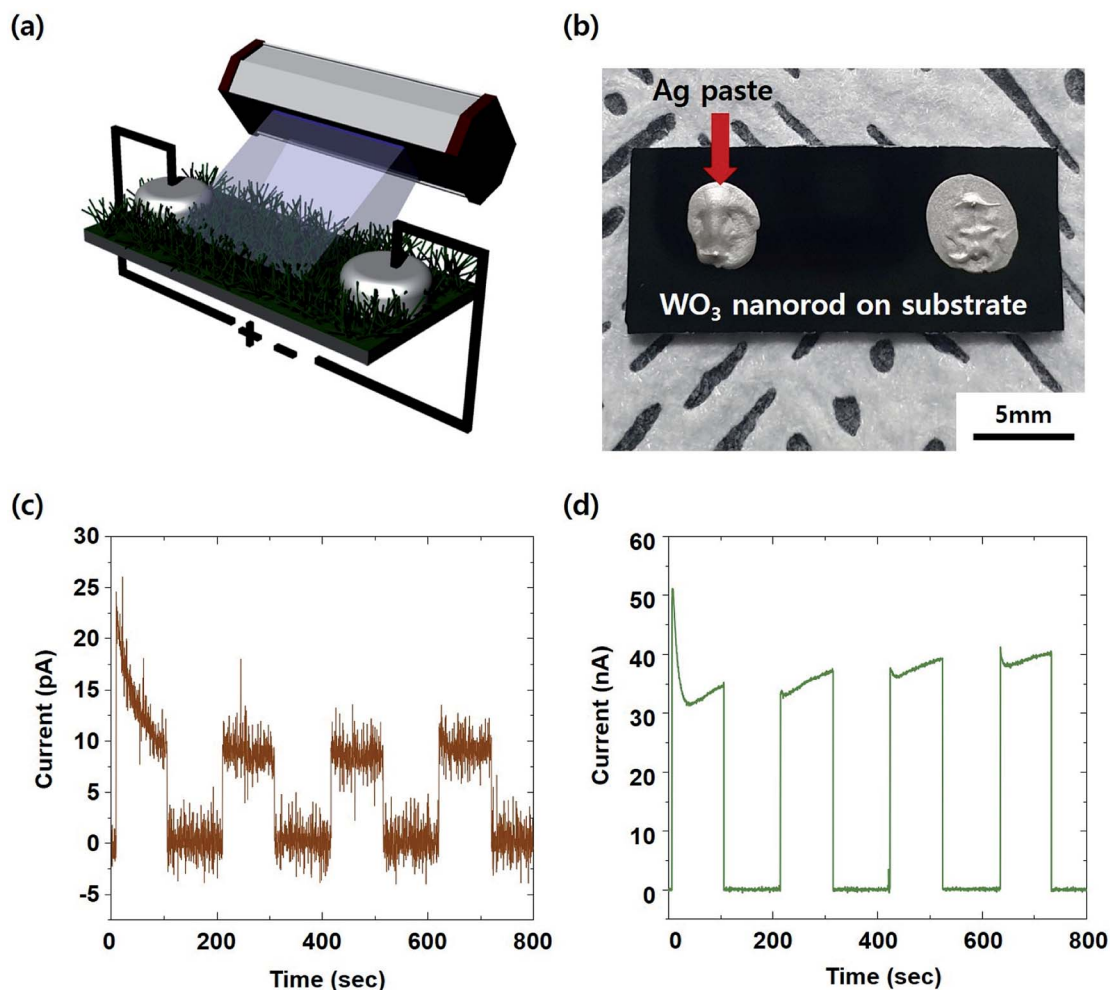 (a)
+ -
(b)
Ag paste
WO₃ nanorod on substrate
5mm
(c)
30
25
20
15
10
5
0
-5
Current (pA)
0 200 400 600 800
Time (sec)
(d)
60
50
40
30
20
10
0
Current (nA)
0 200 400 600 800
Time (sec)